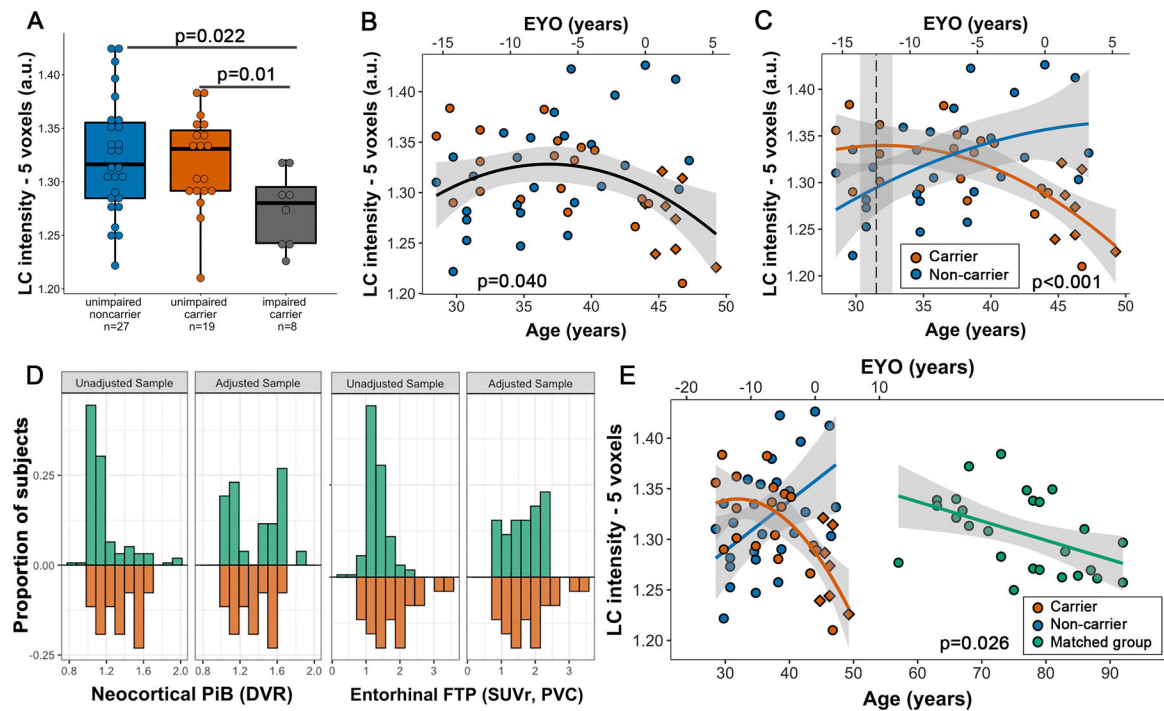 A
p=0.022
p=0.01
LC intensity - 5 voxels (a.u.)
1.40
1.35
1.30
1.25
1.20
unimpaired noncarrier n=27
unimpaired carrier n=19
impaired carrier n=8
B
EYO (years)
-15 -10 -5 0 5
LC intensity - 5 voxels (a.u.)
1.40
1.35
1.30
1.25
1.20
p=0.040
30 35 40 45 50
Age (years)
C
EYO (years)
-15 -10 -5 0 5
LC intensity - 5 voxels (a.u.)
1.40
1.35
1.30
1.25
1.20
Carrier
Non-carrier
p<0.001
30 35 40 45 50
Age (years)
D
Unadjusted Sample
Adjusted Sample
Unadjusted Sample
Adjusted Sample
Proportion of subjects
0.25
0.00
-0.25
0.8 1.2 1.6 2.0
0.8 1.2 1.6 2.0
0 1 2 3
0 1 2 3
Neocortical PiB (DVR)
Entorhinal FTP (SUVr, PVC)
E
EYO (years)
-20 -10 0 10
LC intensity - 5 voxels
1.40
1.35
1.30
1.25
1.20
p=0.026
Carrier
Non-carrier
Matched group
30 40 50 60 70 80 90
Age (years)